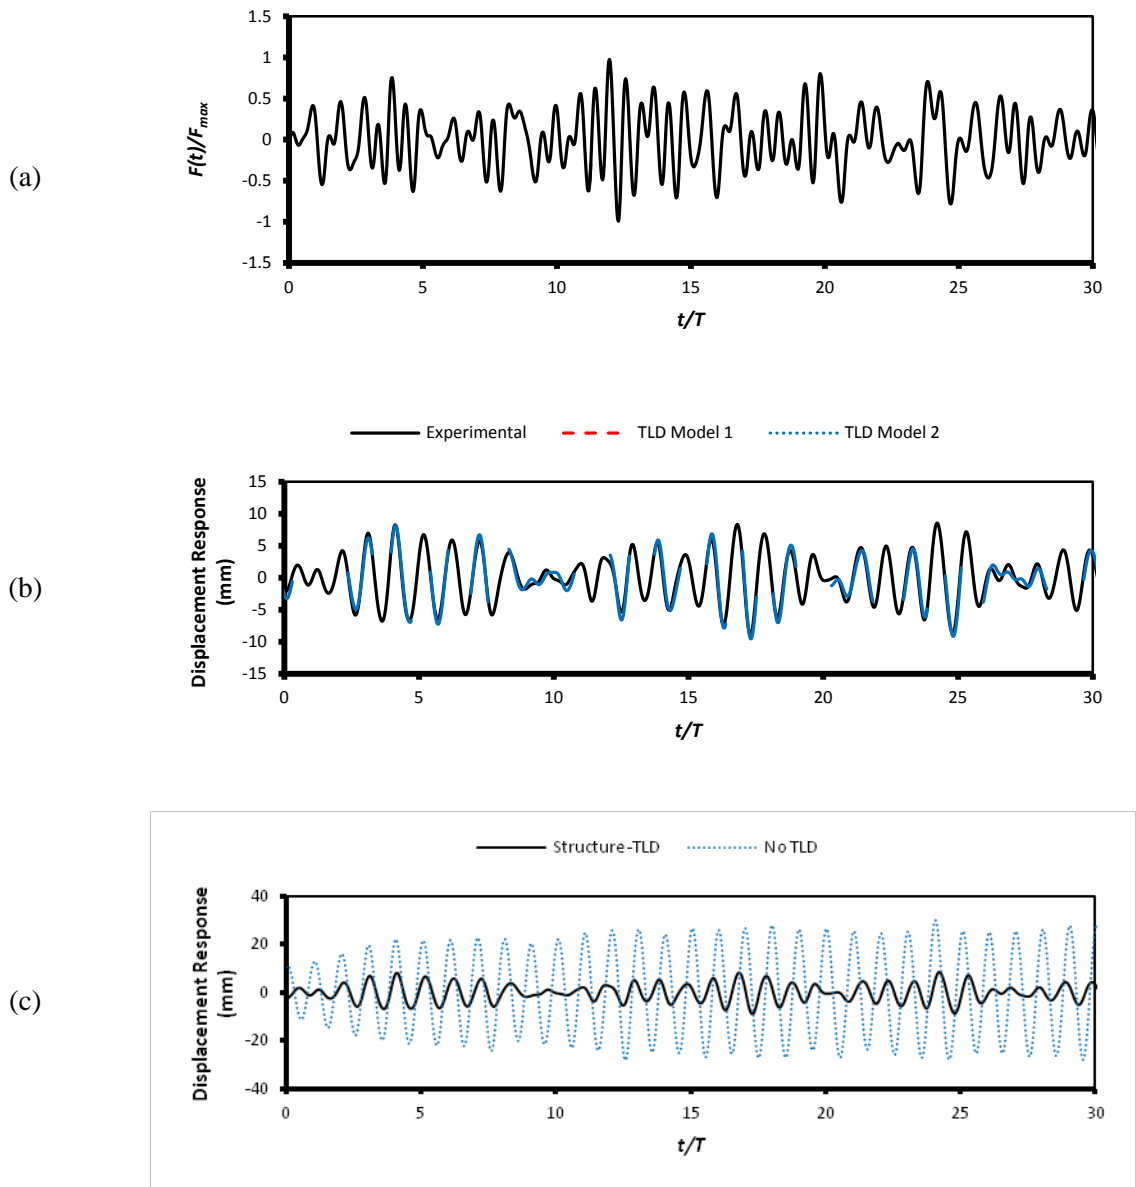 (a)
F(t)/Fmax
1.5
1
0.5
0
-0.5
-1
-1.5
0 5 10 15 20 25 30
t/T
(b)
Experimental TLD Model 1 TLD Model 2
Displacement Response
(mm)
15
10
5
0
-5
-10
-15
0 5 10 15 20 25 30
t/T
(c)
Structure-TLD No TLD
Displacement Response
(mm)
40
20
0
-20
-40
0 5 10 15 20 25 30
t/T